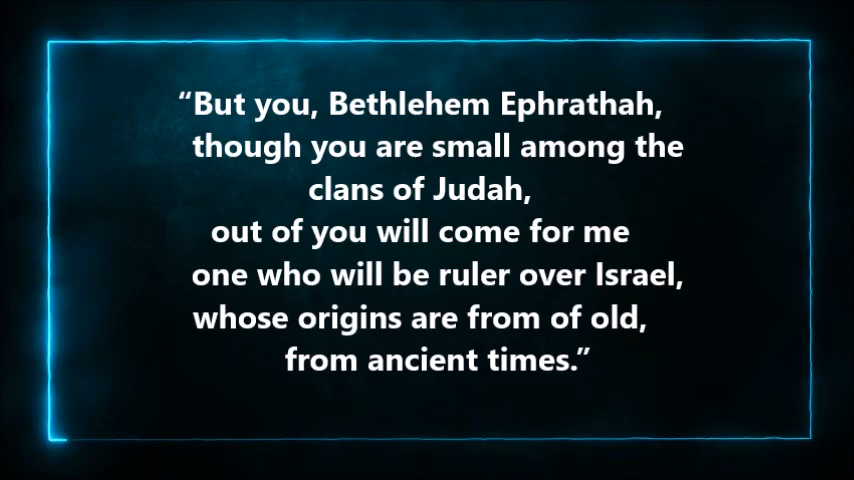 “But you, Bethlehem Ephrathah,
though you are small among the
clans of Judah,
out of you will come for me
one who will be ruler over Israel,
whose origins are from of old,
from ancient times.”